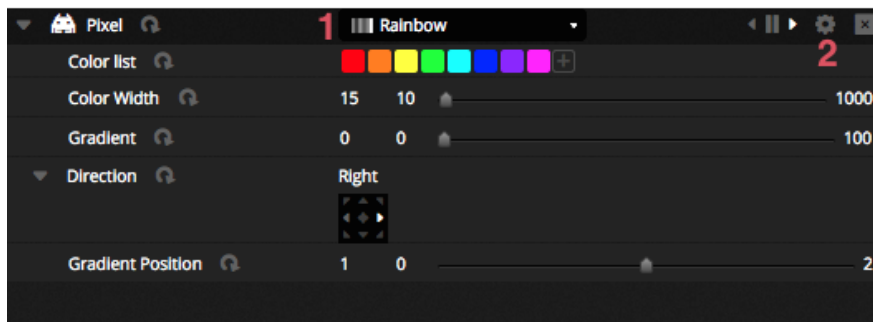 Pixel 1 Rainbow
2
Color list
Color Width 15 10 1000
Gradient 0 0 100
Direction Right
Gradient Position 1 0 2